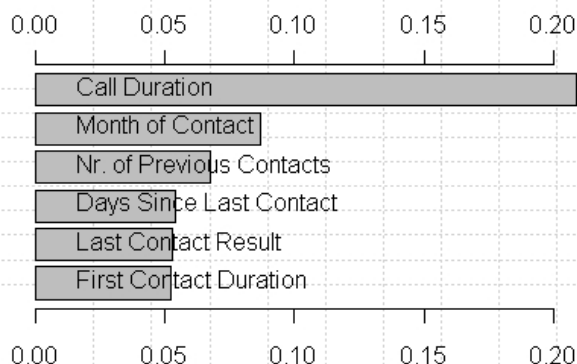 0.00 0.05 0.10 0.15 0.20
Call Duration
Month of Contact
Nr. of Previous Contacts
Days Since Last Contact
Last Contact Result
First Contact Duration
0.00 0.05 0.10 0.15 0.20